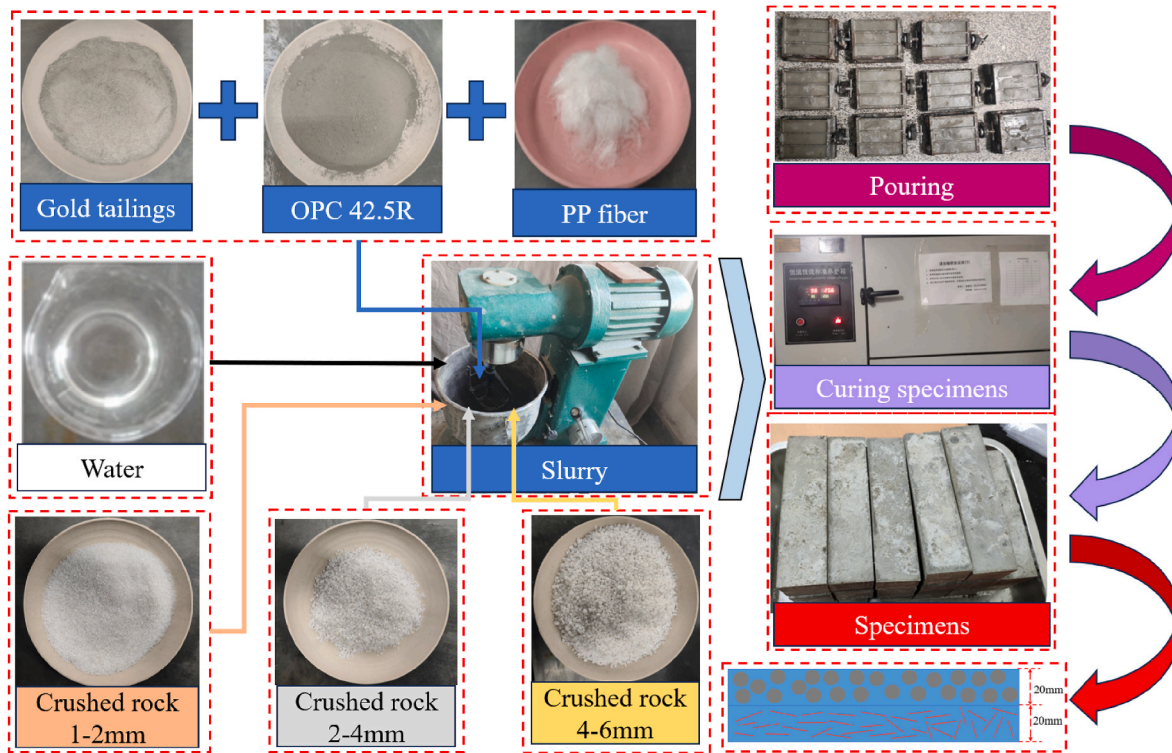 Gold tailings
OPC 42.5R
PP fiber
Pouring
Water
Slurry
Curing specimens
Crushed rock
1-2mm
Crushed rock
2-4mm
Crushed rock
4-6mm
Specimens
20mm
20mm